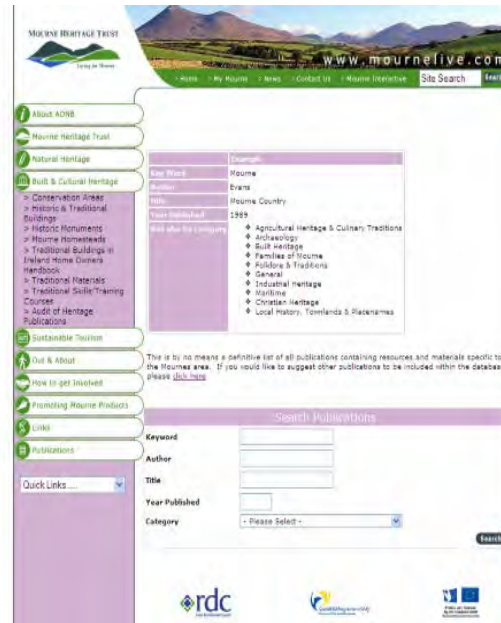 MOURNE HERITAGE TRUST
Living for Mourne
www.mournelive.com
Home
My Mourne
News
Contact Us
Mourne Interactive
Site Search
About AONB
Mourne Heritage Trust
Natural Heritage
Built & Cultural Heritage
> Conservation Areas
> Historic & Traditional
Buildings
> Historic Monuments
> Mourne Homesteads
> Traditional Buildings in
Ireland Home Owners
Handbook
> Traditional Materials
> Traditional Skills/Training
Courses
> Audit of Heritage
Publications
Sustainable Tourism
Out & About
How to get Involved
Promoting Mourne Products
Links
Publications
Quick Links ...
Example
Key Word Mourne
Author Evans
Title Mourne Country
Year Published 1989
Agricultural Heritage & Culinary Traditions
Archaeology
Built Heritage
Families of Mourne
Folklore & Traditions
General
Industrial Heritage
Maritime
Christian Heritage
Local History, Townlands & Placenames
This is by no means a definitive list of all publications containing resources and materials specific to
the Mournes area. If you would like to suggest other publications to be included within the databas
please click here
Search Publications
Keyword
Author
Title
Year Published
Category - Please Select -
Search
rdc